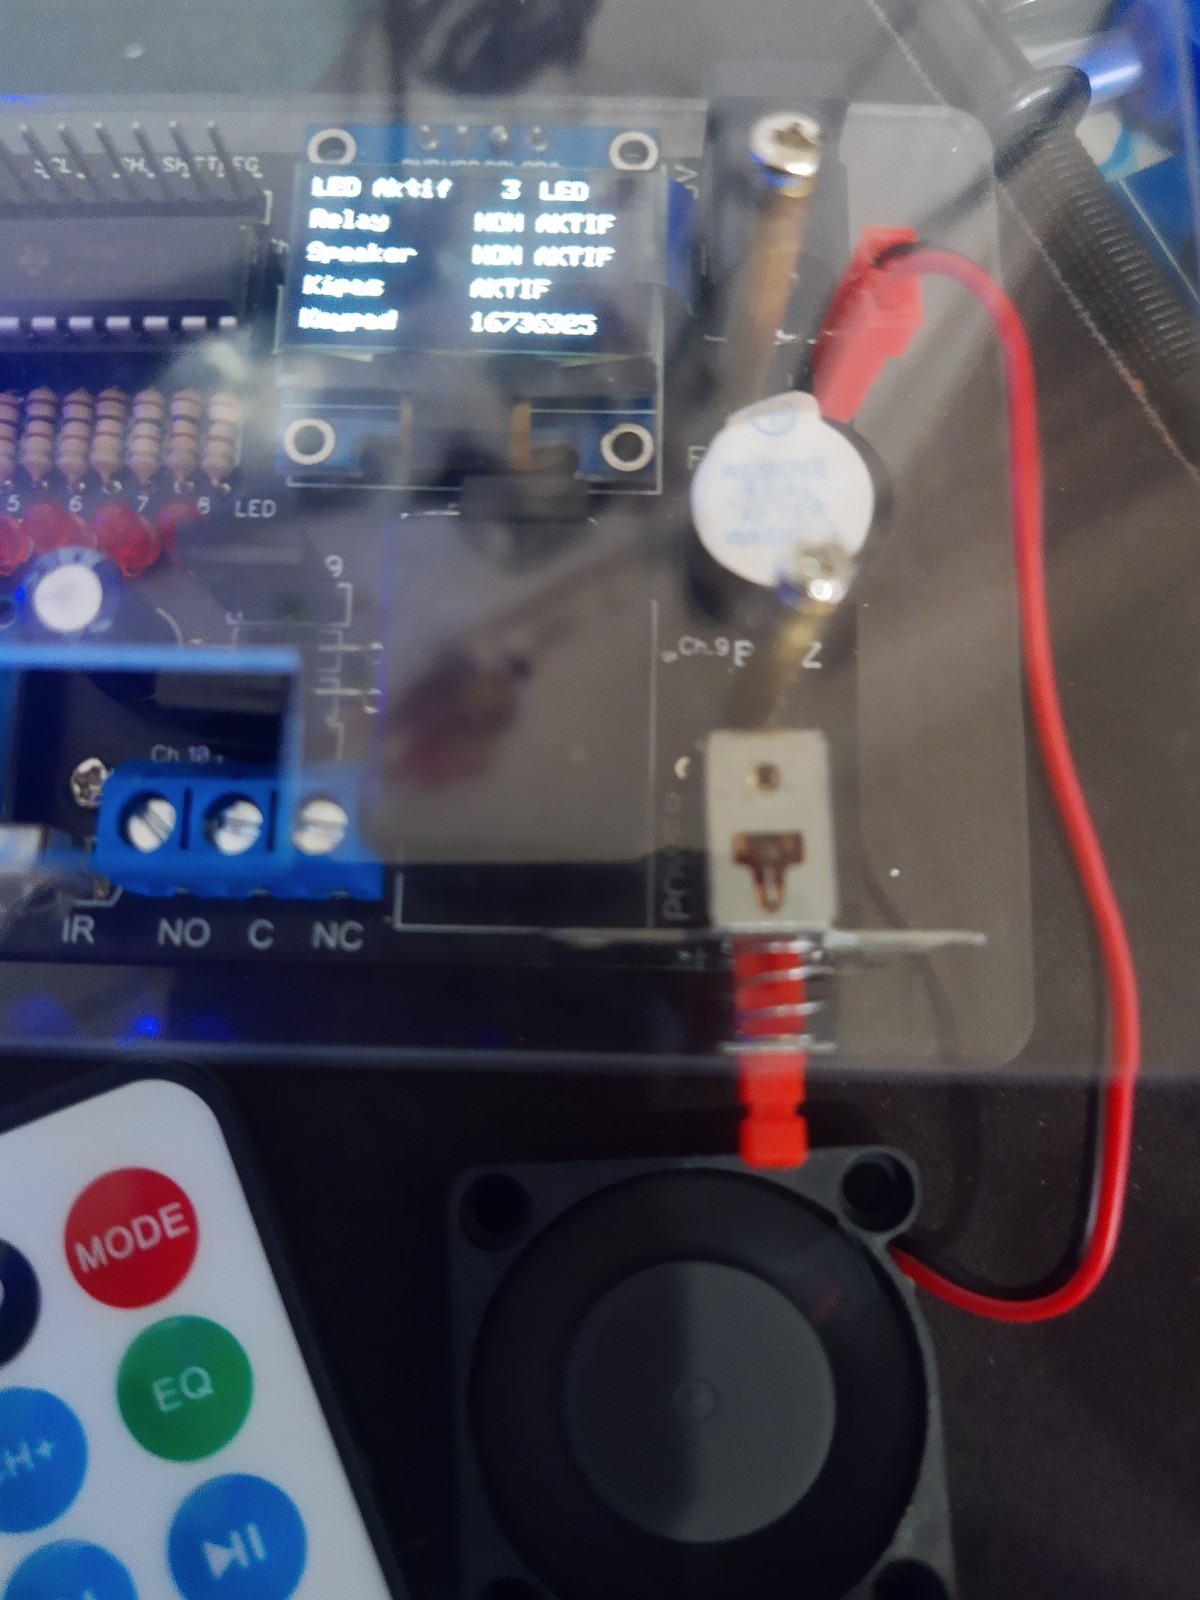 LED Aktif 3 LED
Relay NON AKTIF
Speaker NON AKTIF
Kipas AKTIF
Keypad 16736925
5 6 7 8 LED
9
Ch.9
Z
Ch.10
POWER
IR NO C NC
MODE
EQ
CH+